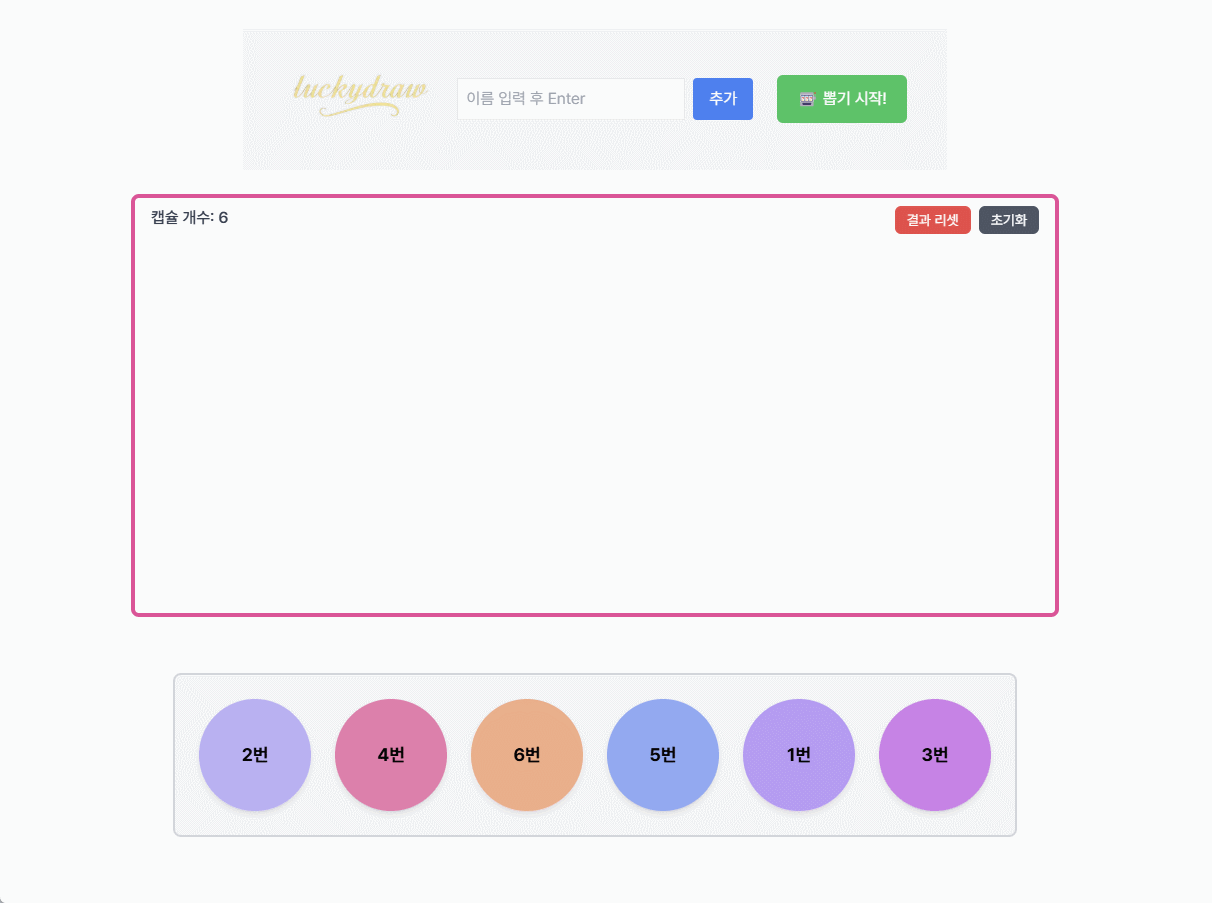 luckydraw
이름 입력 후 Enter
추가
🎰 뽑기 시작!
캡슐 개수: 6
결과 리셋
초기화
2번
4번
6번
5번
1번
3번